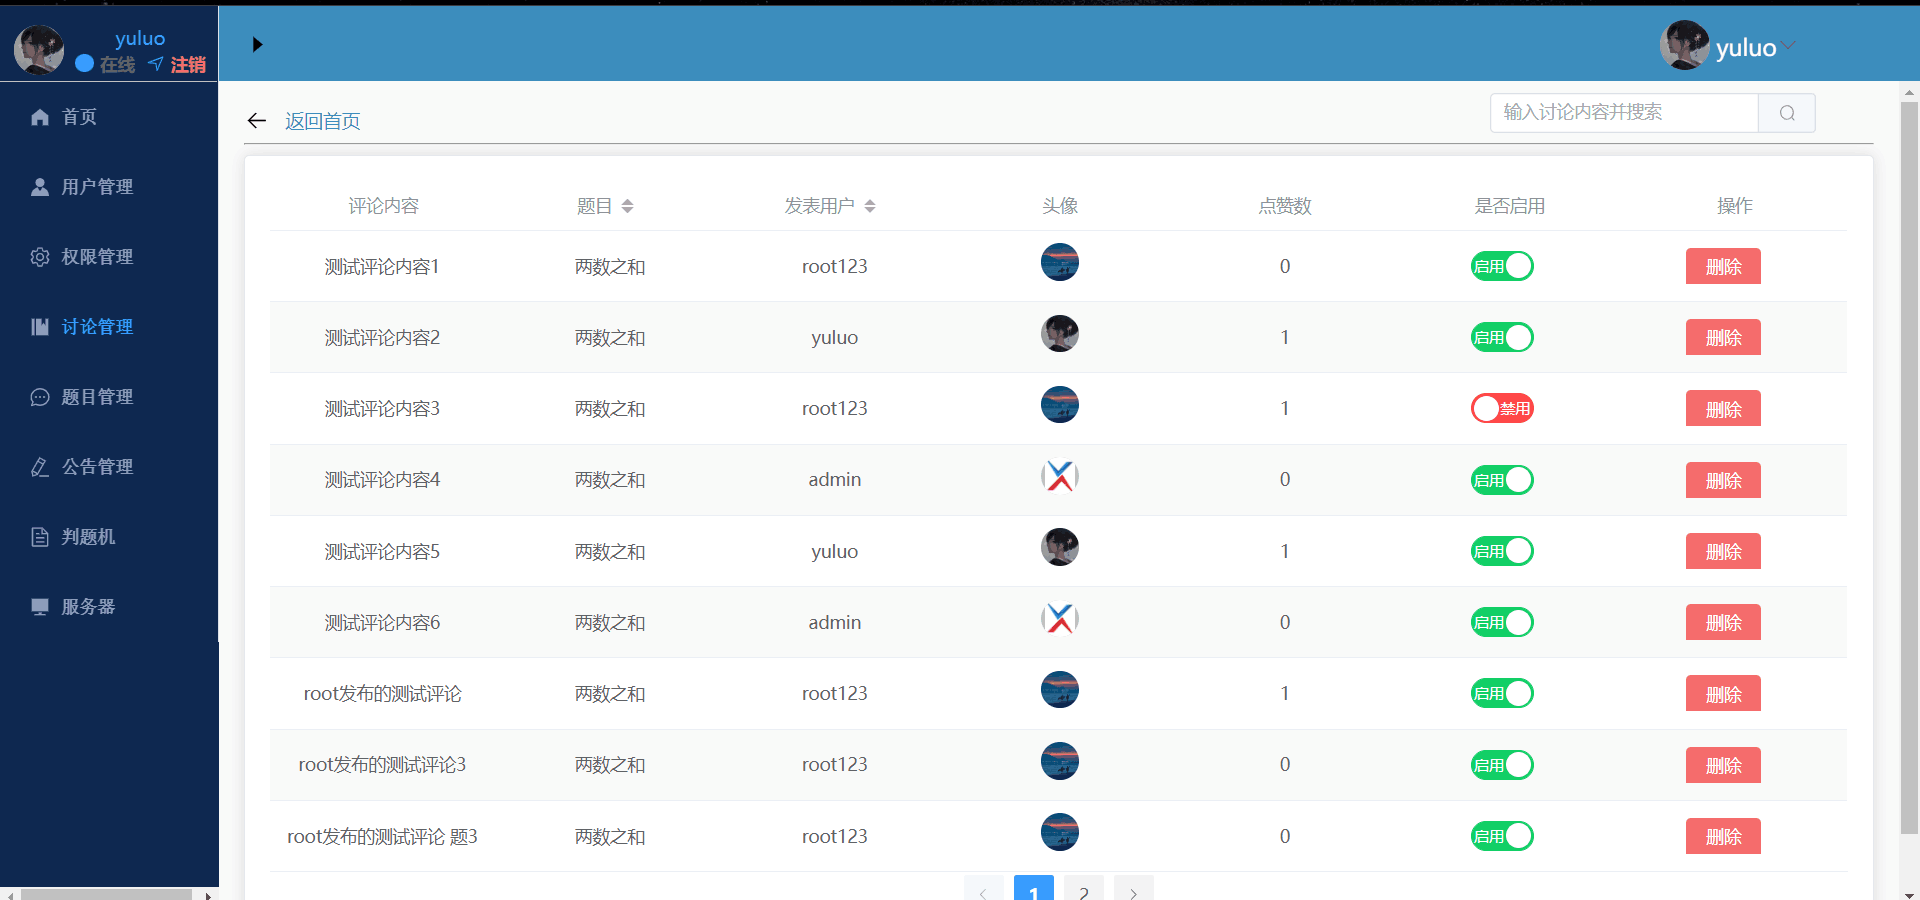 yuluo
在线 注销
首页
用户管理
权限管理
讨论管理
题目管理
公告管理
判题机
服务器
yuluo
返回首页
输入讨论内容并搜索
评论内容 题目 发表用户 头像 点赞数 是否启用 操作
测试评论内容1 两数之和 root123 0 启用 删除
测试评论内容2 两数之和 yuluo 1 启用 删除
测试评论内容3 两数之和 root123 1 禁用 删除
测试评论内容4 两数之和 admin 0 启用 删除
测试评论内容5 两数之和 yuluo 1 启用 删除
测试评论内容6 两数之和 admin 0 启用 删除
root发布的测试评论 两数之和 root123 1 启用 删除
root发布的测试评论3 两数之和 root123 0 启用 删除
root发布的测试评论 题3 两数之和 root123 0 启用 删除
1 2